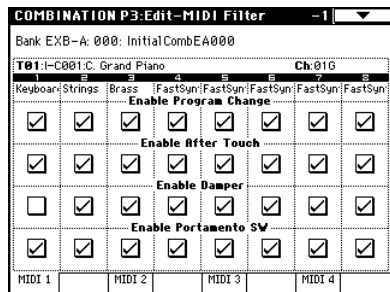 COMBINATION P3:Edit-MIDI Filter -1
Bank EXB-A: 000: InitialCombEA000
T01:I-C001:C. Grand Piano Ch:01G
1 2 3 4 5 6 7 8
Keyboar Strings Brass FastSyn FastSyn FastSyn FastSyn FastSyn
Enable Program Change
Enable After Touch
Enable Damper
Enable Portamento SW
MIDI 1 MIDI 2 MIDI 3 MIDI 4